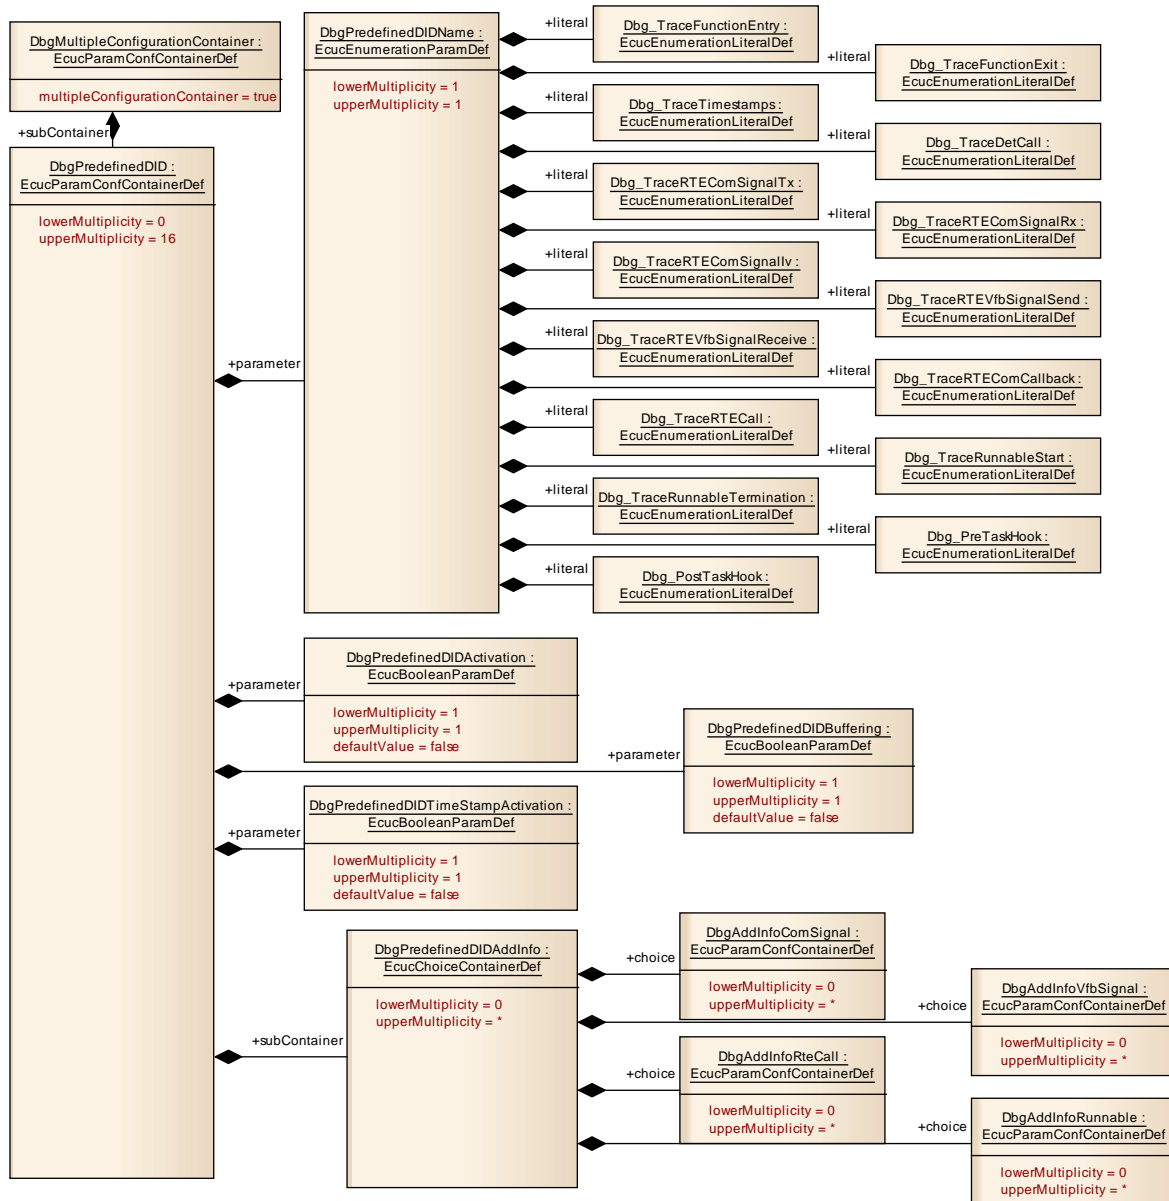 DbgMultipleConfigurationContainer :
EcucParamConfContainerDef
multipleConfigurationContainer = true
+subContainer
DbgPredefinedDID :
EcucParamConfContainerDef
lowerMultiplicity = 0
upperMultiplicity = 16
+parameter
DbgPredefinedDIDName :
EcucEnumerationParamDef
lowerMultiplicity = 1
upperMultiplicity = 1
+literal
Dbg_TraceFunctionEntry :
EcucEnumerationLiteralDef
+literal
Dbg_TraceFunctionExit :
EcucEnumerationLiteralDef
+literal
Dbg_TraceTimestamps :
EcucEnumerationLiteralDef
+literal
Dbg_TraceDetCall :
EcucEnumerationLiteralDef
+literal
Dbg_TraceRTEComSignalTx :
EcucEnumerationLiteralDef
+literal
Dbg_TraceRTEComSignalRx :
EcucEnumerationLiteralDef
+literal
Dbg_TraceRTEComSignalIv :
EcucEnumerationLiteralDef
+literal
Dbg_TraceRTEVfbSignalSend :
EcucEnumerationLiteralDef
+literal
Dbg_TraceRTEVfbSignalReceive :
EcucEnumerationLiteralDef
+literal
Dbg_TraceRTEComCallback :
EcucEnumerationLiteralDef
+literal
Dbg_TraceRTECall :
EcucEnumerationLiteralDef
+literal
Dbg_TraceRunnableStart :
EcucEnumerationLiteralDef
+literal
Dbg_TraceRunnableTermination :
EcucEnumerationLiteralDef
+literal
Dbg_PreTaskHook :
EcucEnumerationLiteralDef
+literal
Dbg_PostTaskHook :
EcucEnumerationLiteralDef
+parameter
DbgPredefinedDIDActivation :
EcucBooleanParamDef
lowerMultiplicity = 1
upperMultiplicity = 1
defaultValue = false
+parameter
DbgPredefinedDIDBuffering :
EcucBooleanParamDef
lowerMultiplicity = 1
upperMultiplicity = 1
defaultValue = false
+parameter
DbgPredefinedDIDTimeStampActivation :
EcucBooleanParamDef
lowerMultiplicity = 1
upperMultiplicity = 1
defaultValue = false
+subContainer
DbgPredefinedDIDAddInfo :
EcucChoiceContainerDef
lowerMultiplicity = 0
upperMultiplicity = *
+choice
DbgAddInfoComSignal :
EcucParamConfContainerDef
lowerMultiplicity = 0
upperMultiplicity = *
+choice
DbgAddInfoVfbSignal :
EcucParamConfContainerDef
lowerMultiplicity = 0
upperMultiplicity = *
+choice
DbgAddInfoRteCall :
EcucParamConfContainerDef
lowerMultiplicity = 0
upperMultiplicity = *
+choice
DbgAddInfoRunnable :
EcucParamConfContainerDef
lowerMultiplicity = 0
upperMultiplicity = *